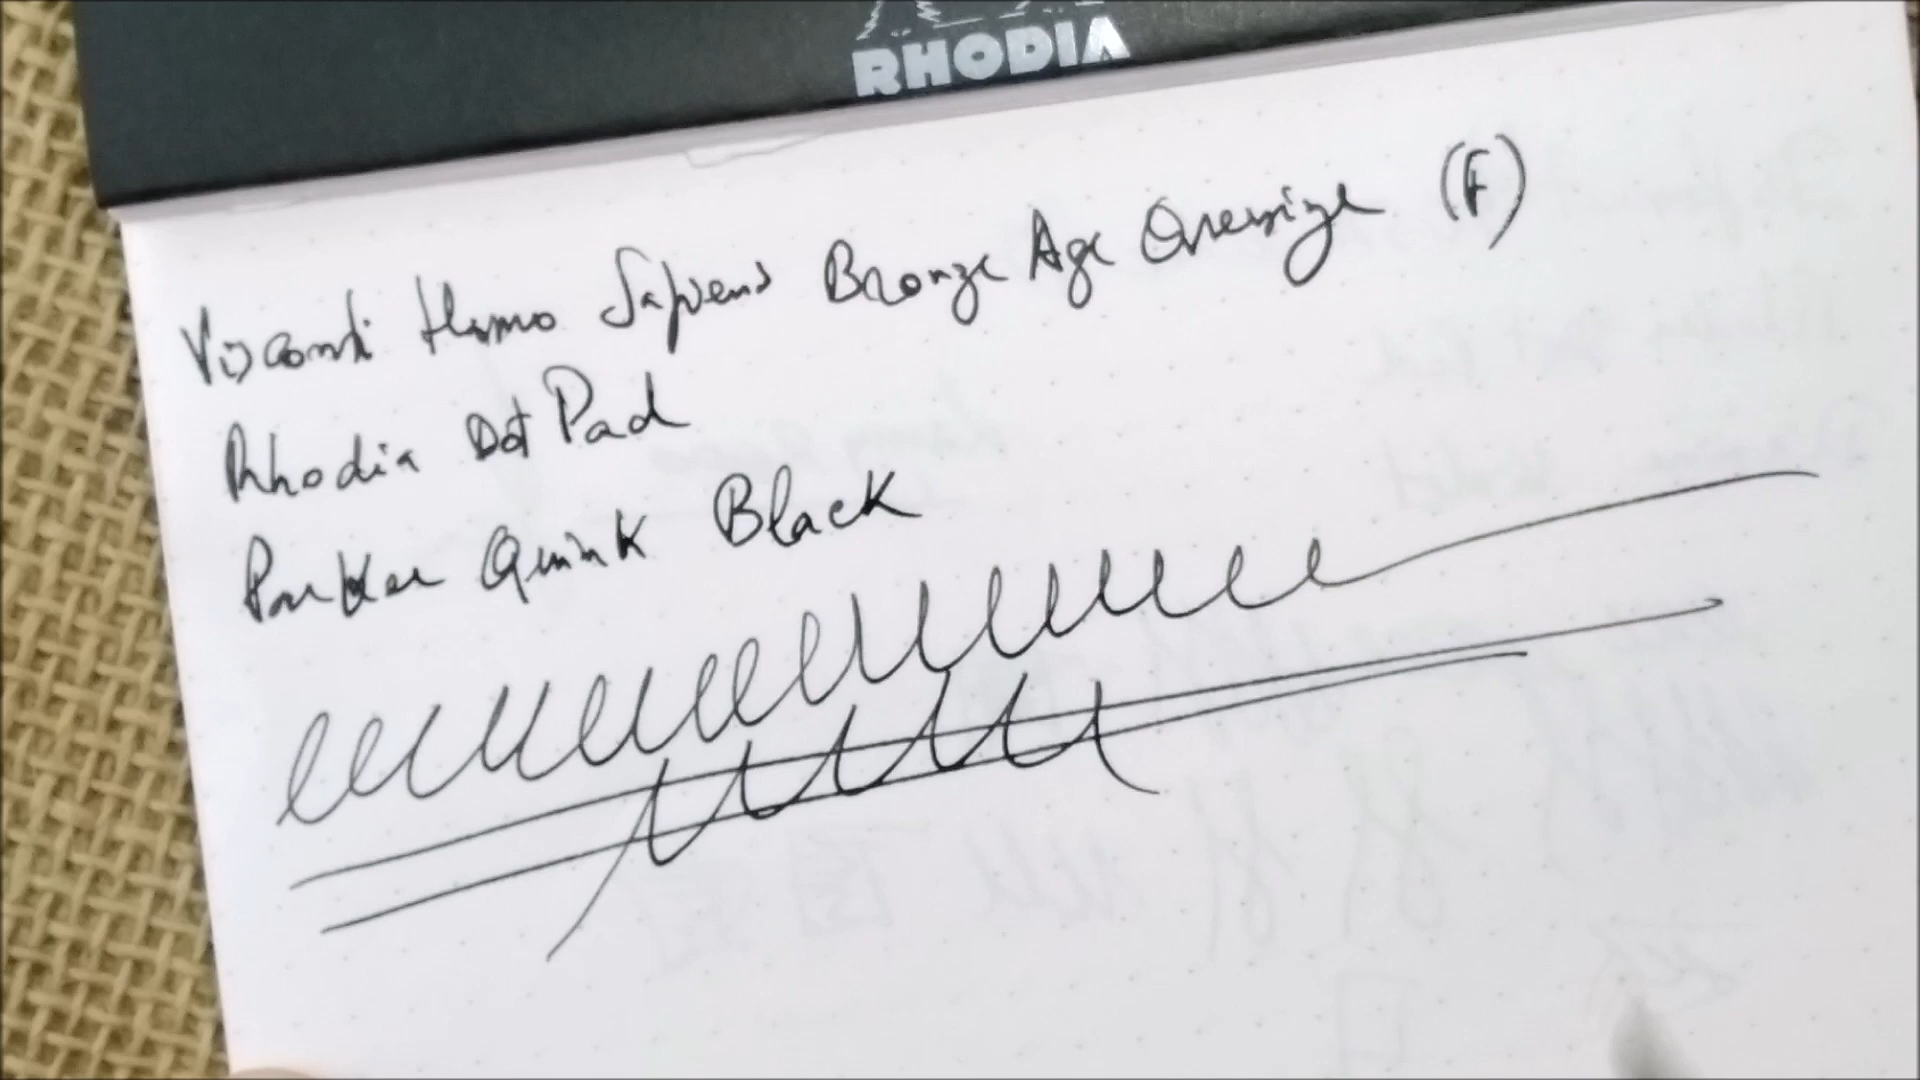 RHODIA
Visconti Homo Sapiens Bronze Age Oversize (F)
Rhodia Dot Pad
Parker Quink Black